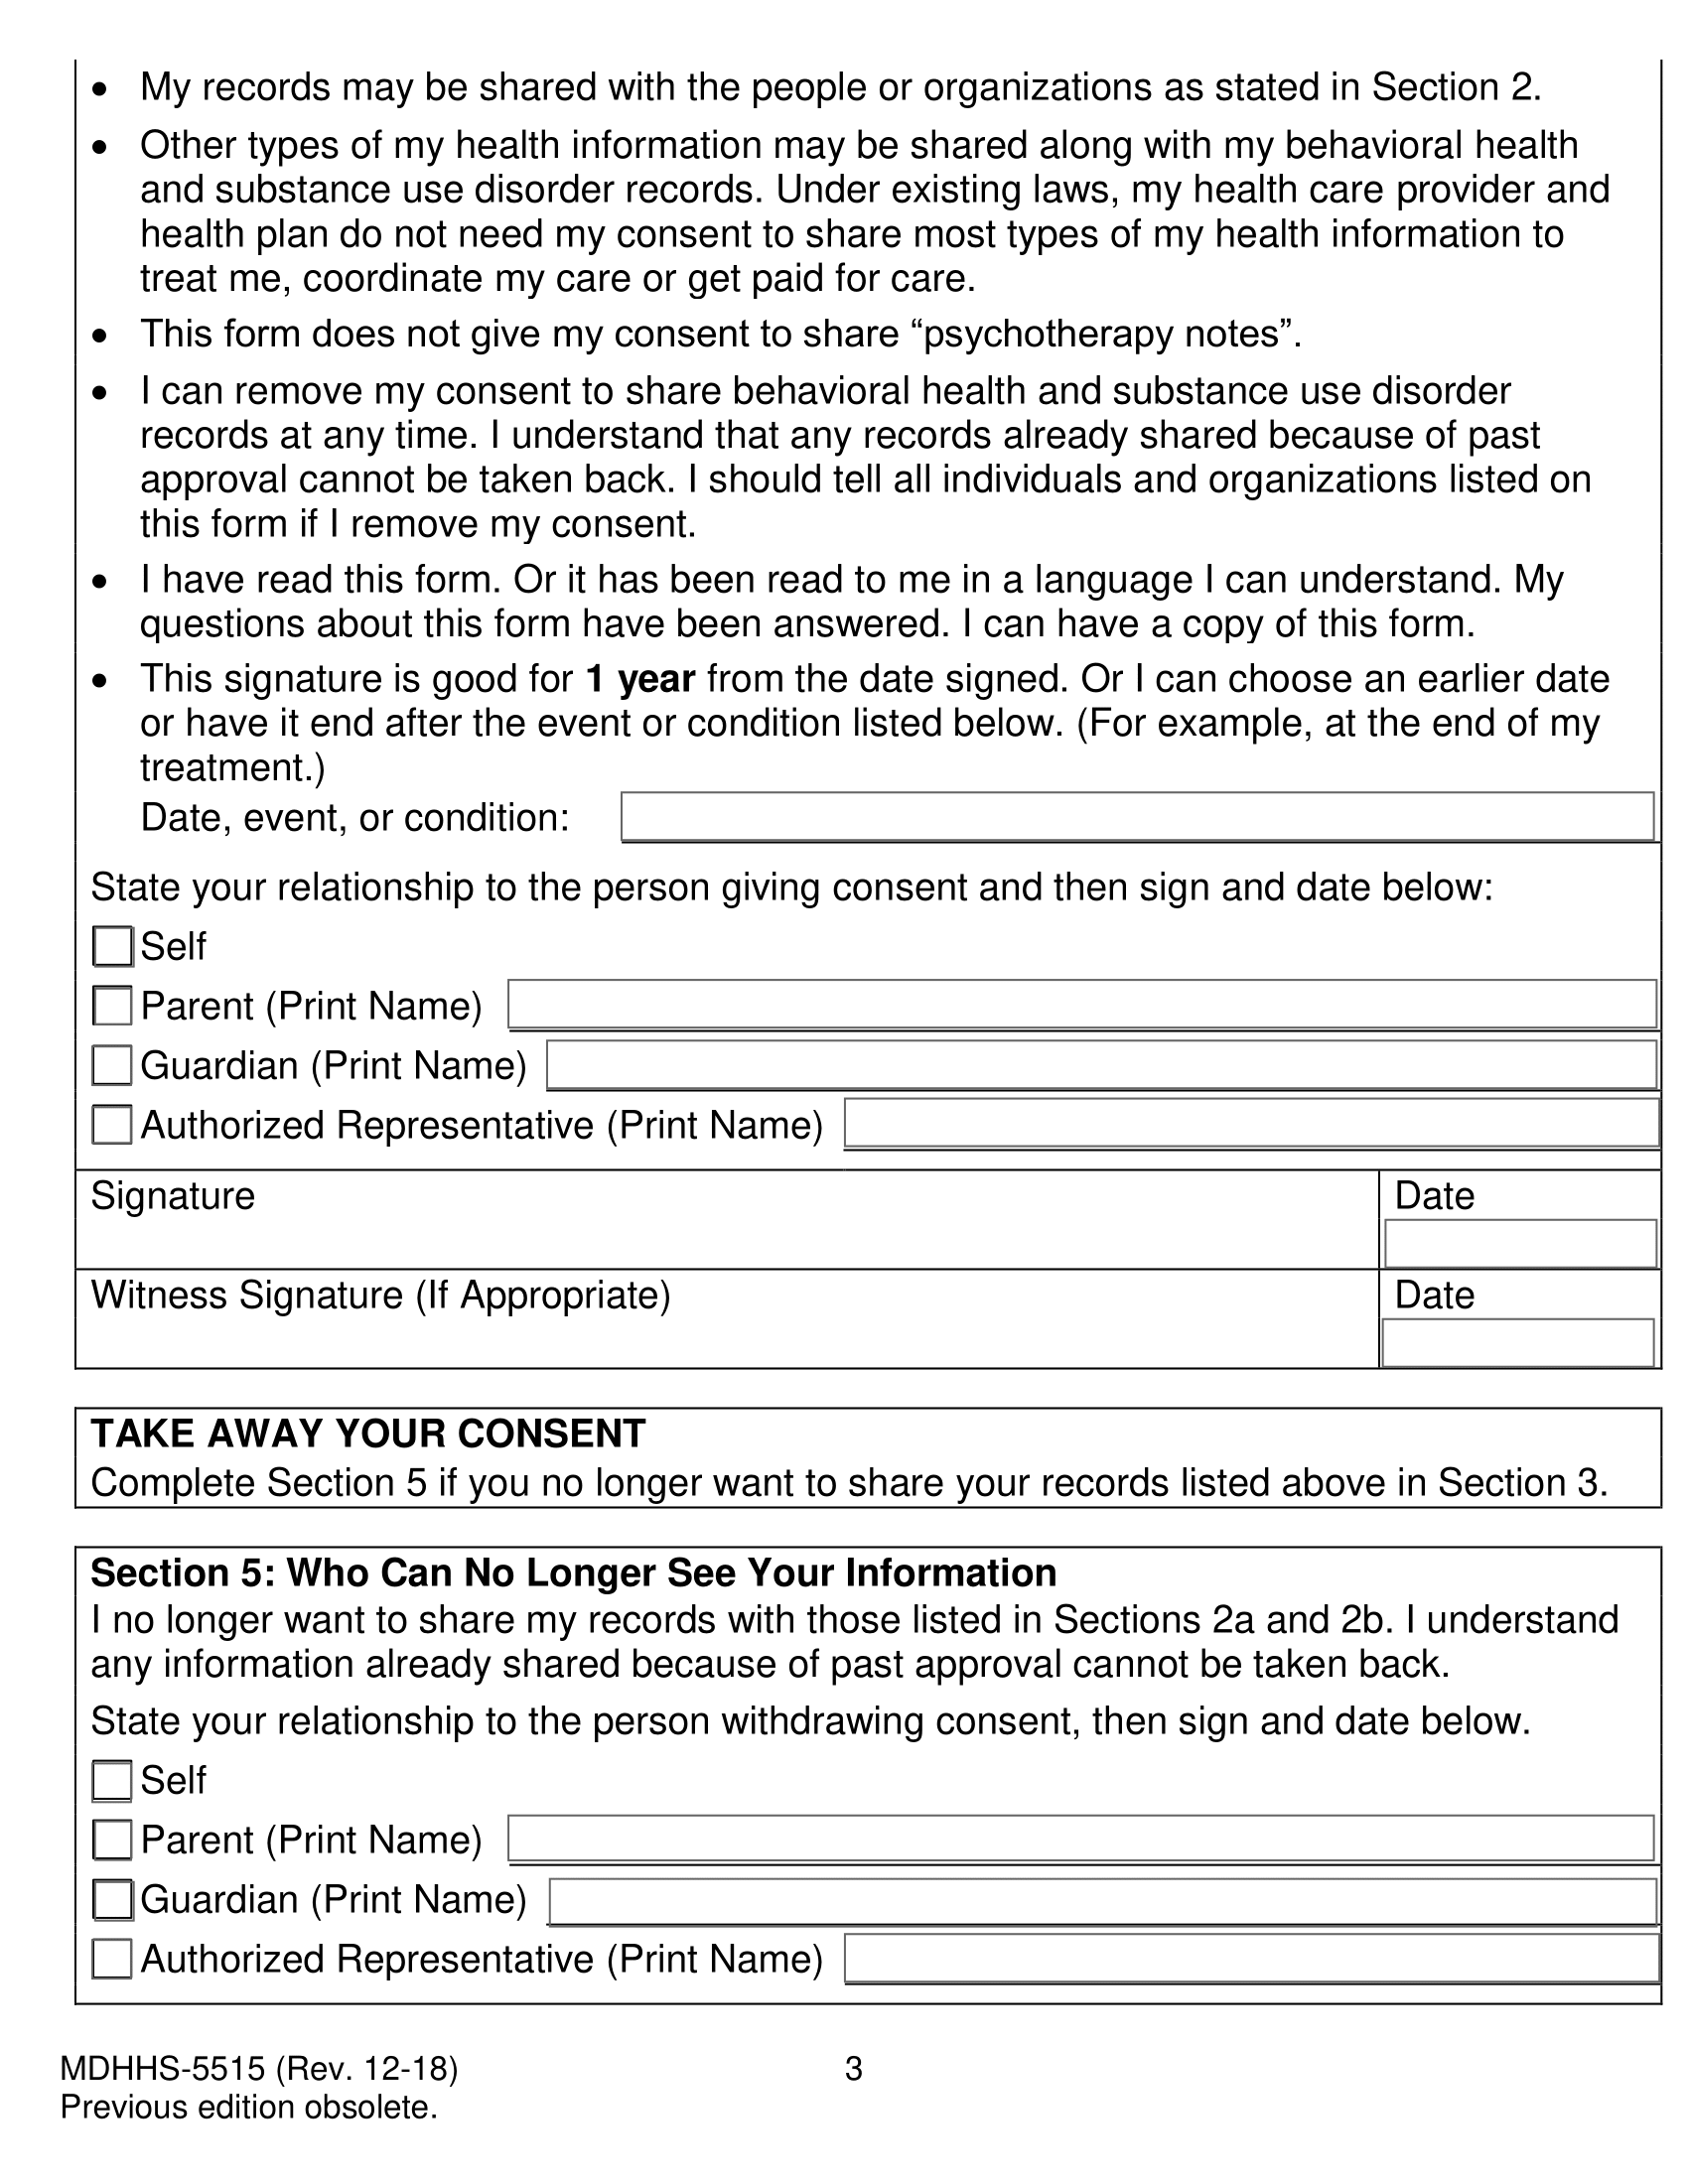 • My records may be shared with the people or organizations as stated in Section 2.
• Other types of my health information may be shared along with my behavioral health
and substance use disorder records. Under existing laws, my health care provider and
health plan do not need my consent to share most types of my health information to
treat me, coordinate my care or get paid for care.
• This form does not give my consent to share “psychotherapy notes”.
• I can remove my consent to share behavioral health and substance use disorder
records at any time. I understand that any records already shared because of past
approval cannot be taken back. I should tell all individuals and organizations listed on
this form if I remove my consent.
• I have read this form. Or it has been read to me in a language I can understand. My
questions about this form have been answered. I can have a copy of this form.
• This signature is good for 1 year from the date signed. Or I can choose an earlier date
or have it end after the event or condition listed below. (For example, at the end of my
treatment.)
Date, event, or condition:
State your relationship to the person giving consent and then sign and date below:
Self
Parent (Print Name)
Guardian (Print Name)
Authorized Representative (Print Name)
Signature Date
Witness Signature (If Appropriate) Date
TAKE AWAY YOUR CONSENT
Complete Section 5 if you no longer want to share your records listed above in Section 3.
Section 5: Who Can No Longer See Your Information
I no longer want to share my records with those listed in Sections 2a and 2b. I understand
any information already shared because of past approval cannot be taken back.
State your relationship to the person withdrawing consent, then sign and date below.
Self
Parent (Print Name)
Guardian (Print Name)
Authorized Representative (Print Name)
MDHHS-5515 (Rev. 12-18) 3
Previous edition obsolete.